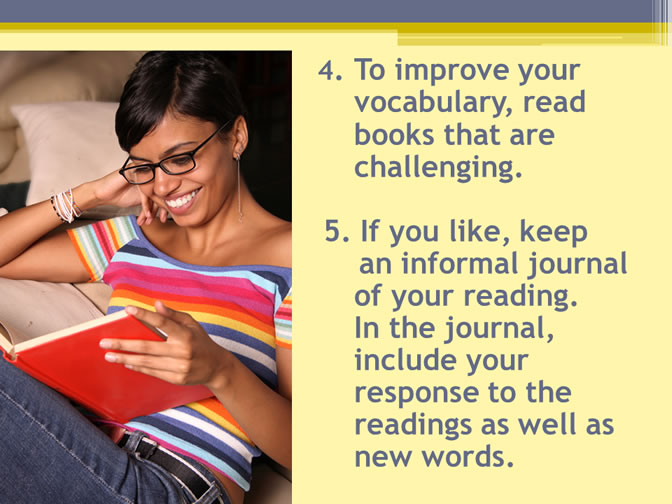 4. To improve your
vocabulary, read
books that are
challenging.
5. If you like, keep
an informal journal
of your reading.
In the journal,
include your
response to the
readings as well as
new words.